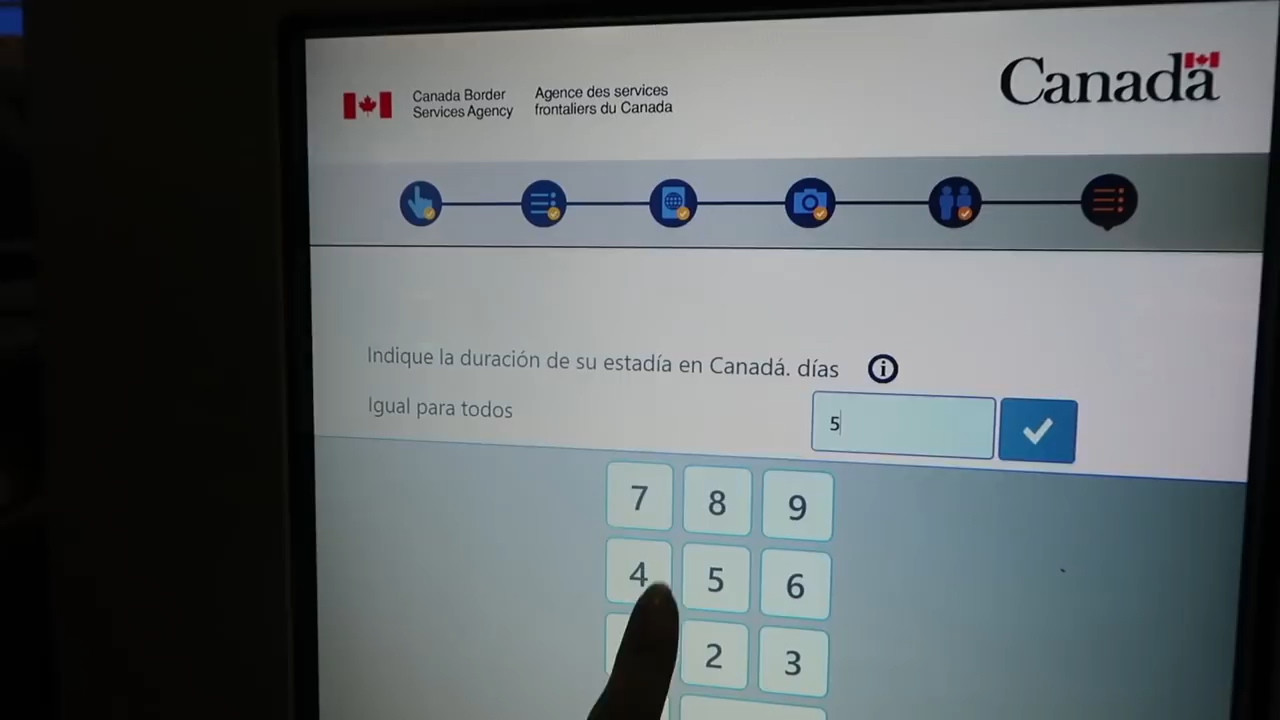 Canada Border
Services Agency
Agence des services
frontaliers du Canada
Canada
Indique la duración de su estadía en Canadá. días
Igual para todos
5
7 8 9
4 5 6
2 3